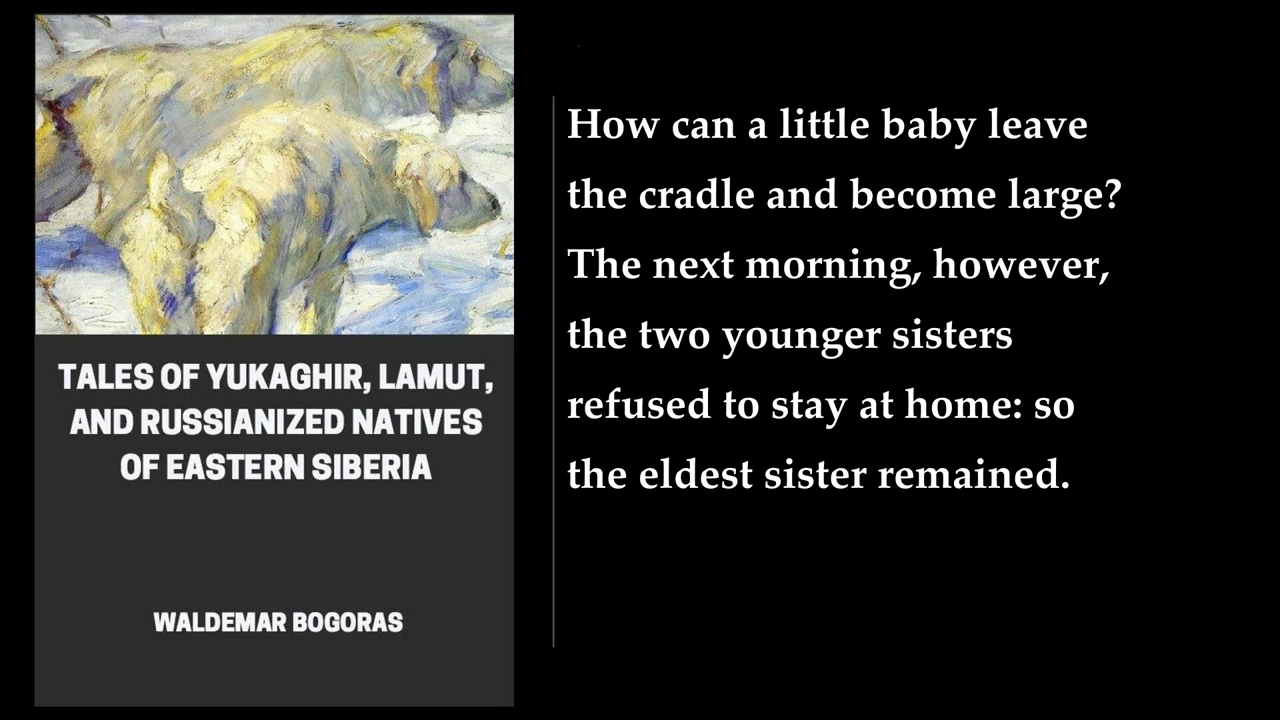 TALES OF YUKAGHIR, LAMUT,
AND RUSSIANIZED NATIVES
OF EASTERN SIBERIA
WALDEMAR BOGORAS
How can a little baby leave
the cradle and become large?
The next morning, however,
the two younger sisters
refused to stay at home: so
the eldest sister remained.